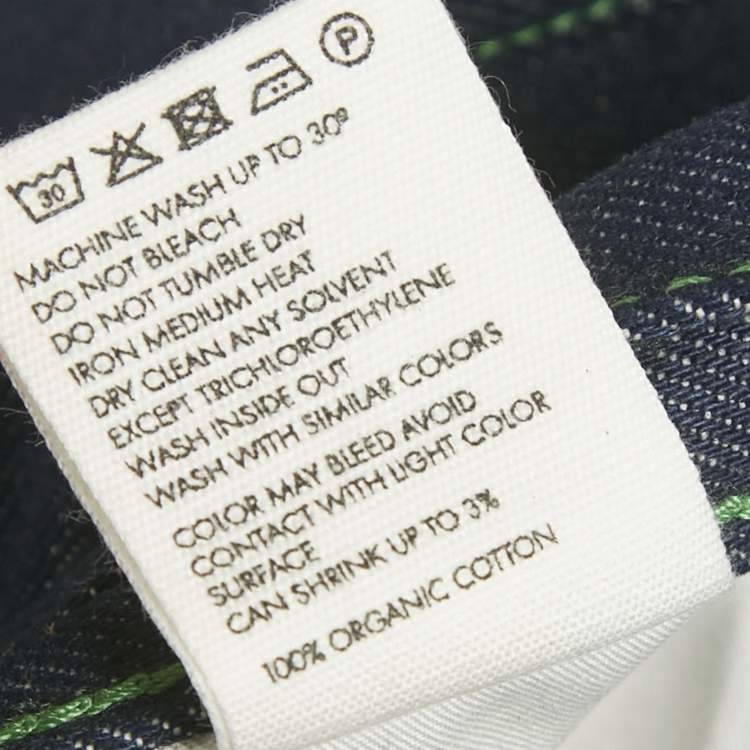 P
30
MACHINE WASH UP TO 30º
DO NOT BLEACH
DO NOT TUMBLE DRY
IRON MEDIUM HEAT
DRY CLEAN ANY SOLVENT
EXCEPT TRICHLOROETHYLENE
WASH INSIDE OUT
WASH WITH SIMILAR COLORS
COLOR MAY BLEED AVOID
CONTACT WITH LIGHT COLOR
SURFACE
CAN SHRINK UP TO 3%
100% ORGANIC COTTON